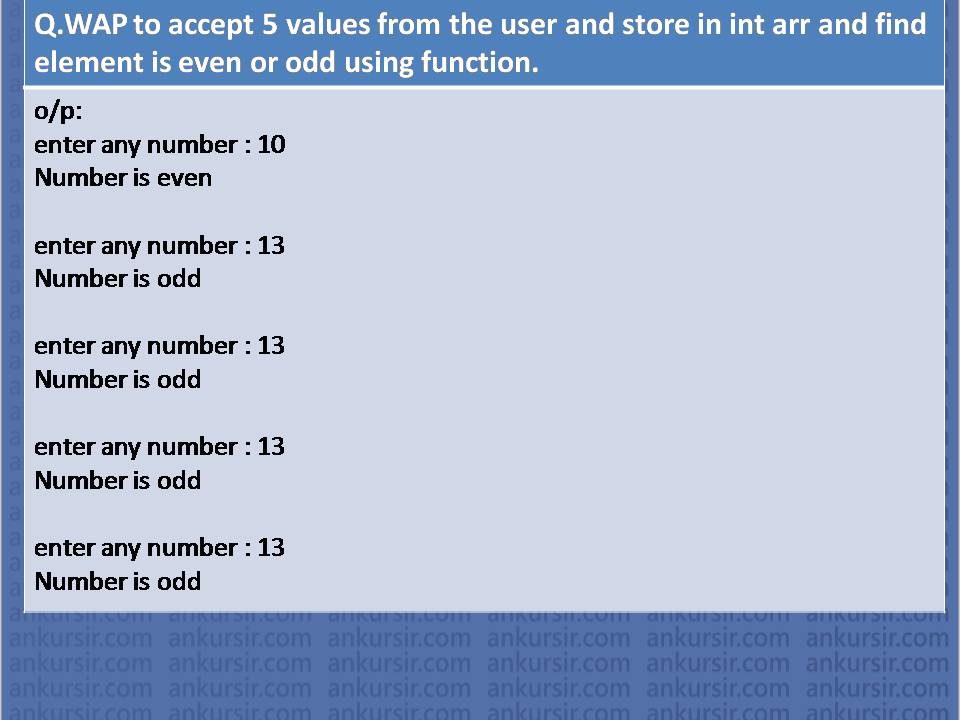 Q.WAP to accept 5 values from the user and store in int arr and find
element is even or odd using function.
o/p:
enter any number : 10
Number is even
enter any number : 13
Number is odd
enter any number : 13
Number is odd
enter any number : 13
Number is odd
enter any number : 13
Number is odd
ankursir.com ankursir.com ankursir.com ankursir.com ankursir.com ankursir.com
ankursir.com ankursir.com ankursir.com ankursir.com ankursir.com ankursir.com
ankursir.com ankursir.com ankursir.com ankursir.com ankursir.com ankursir.com
ankursir.com ankursir.com ankursir.com ankursir.com ankursir.com ankursir.com